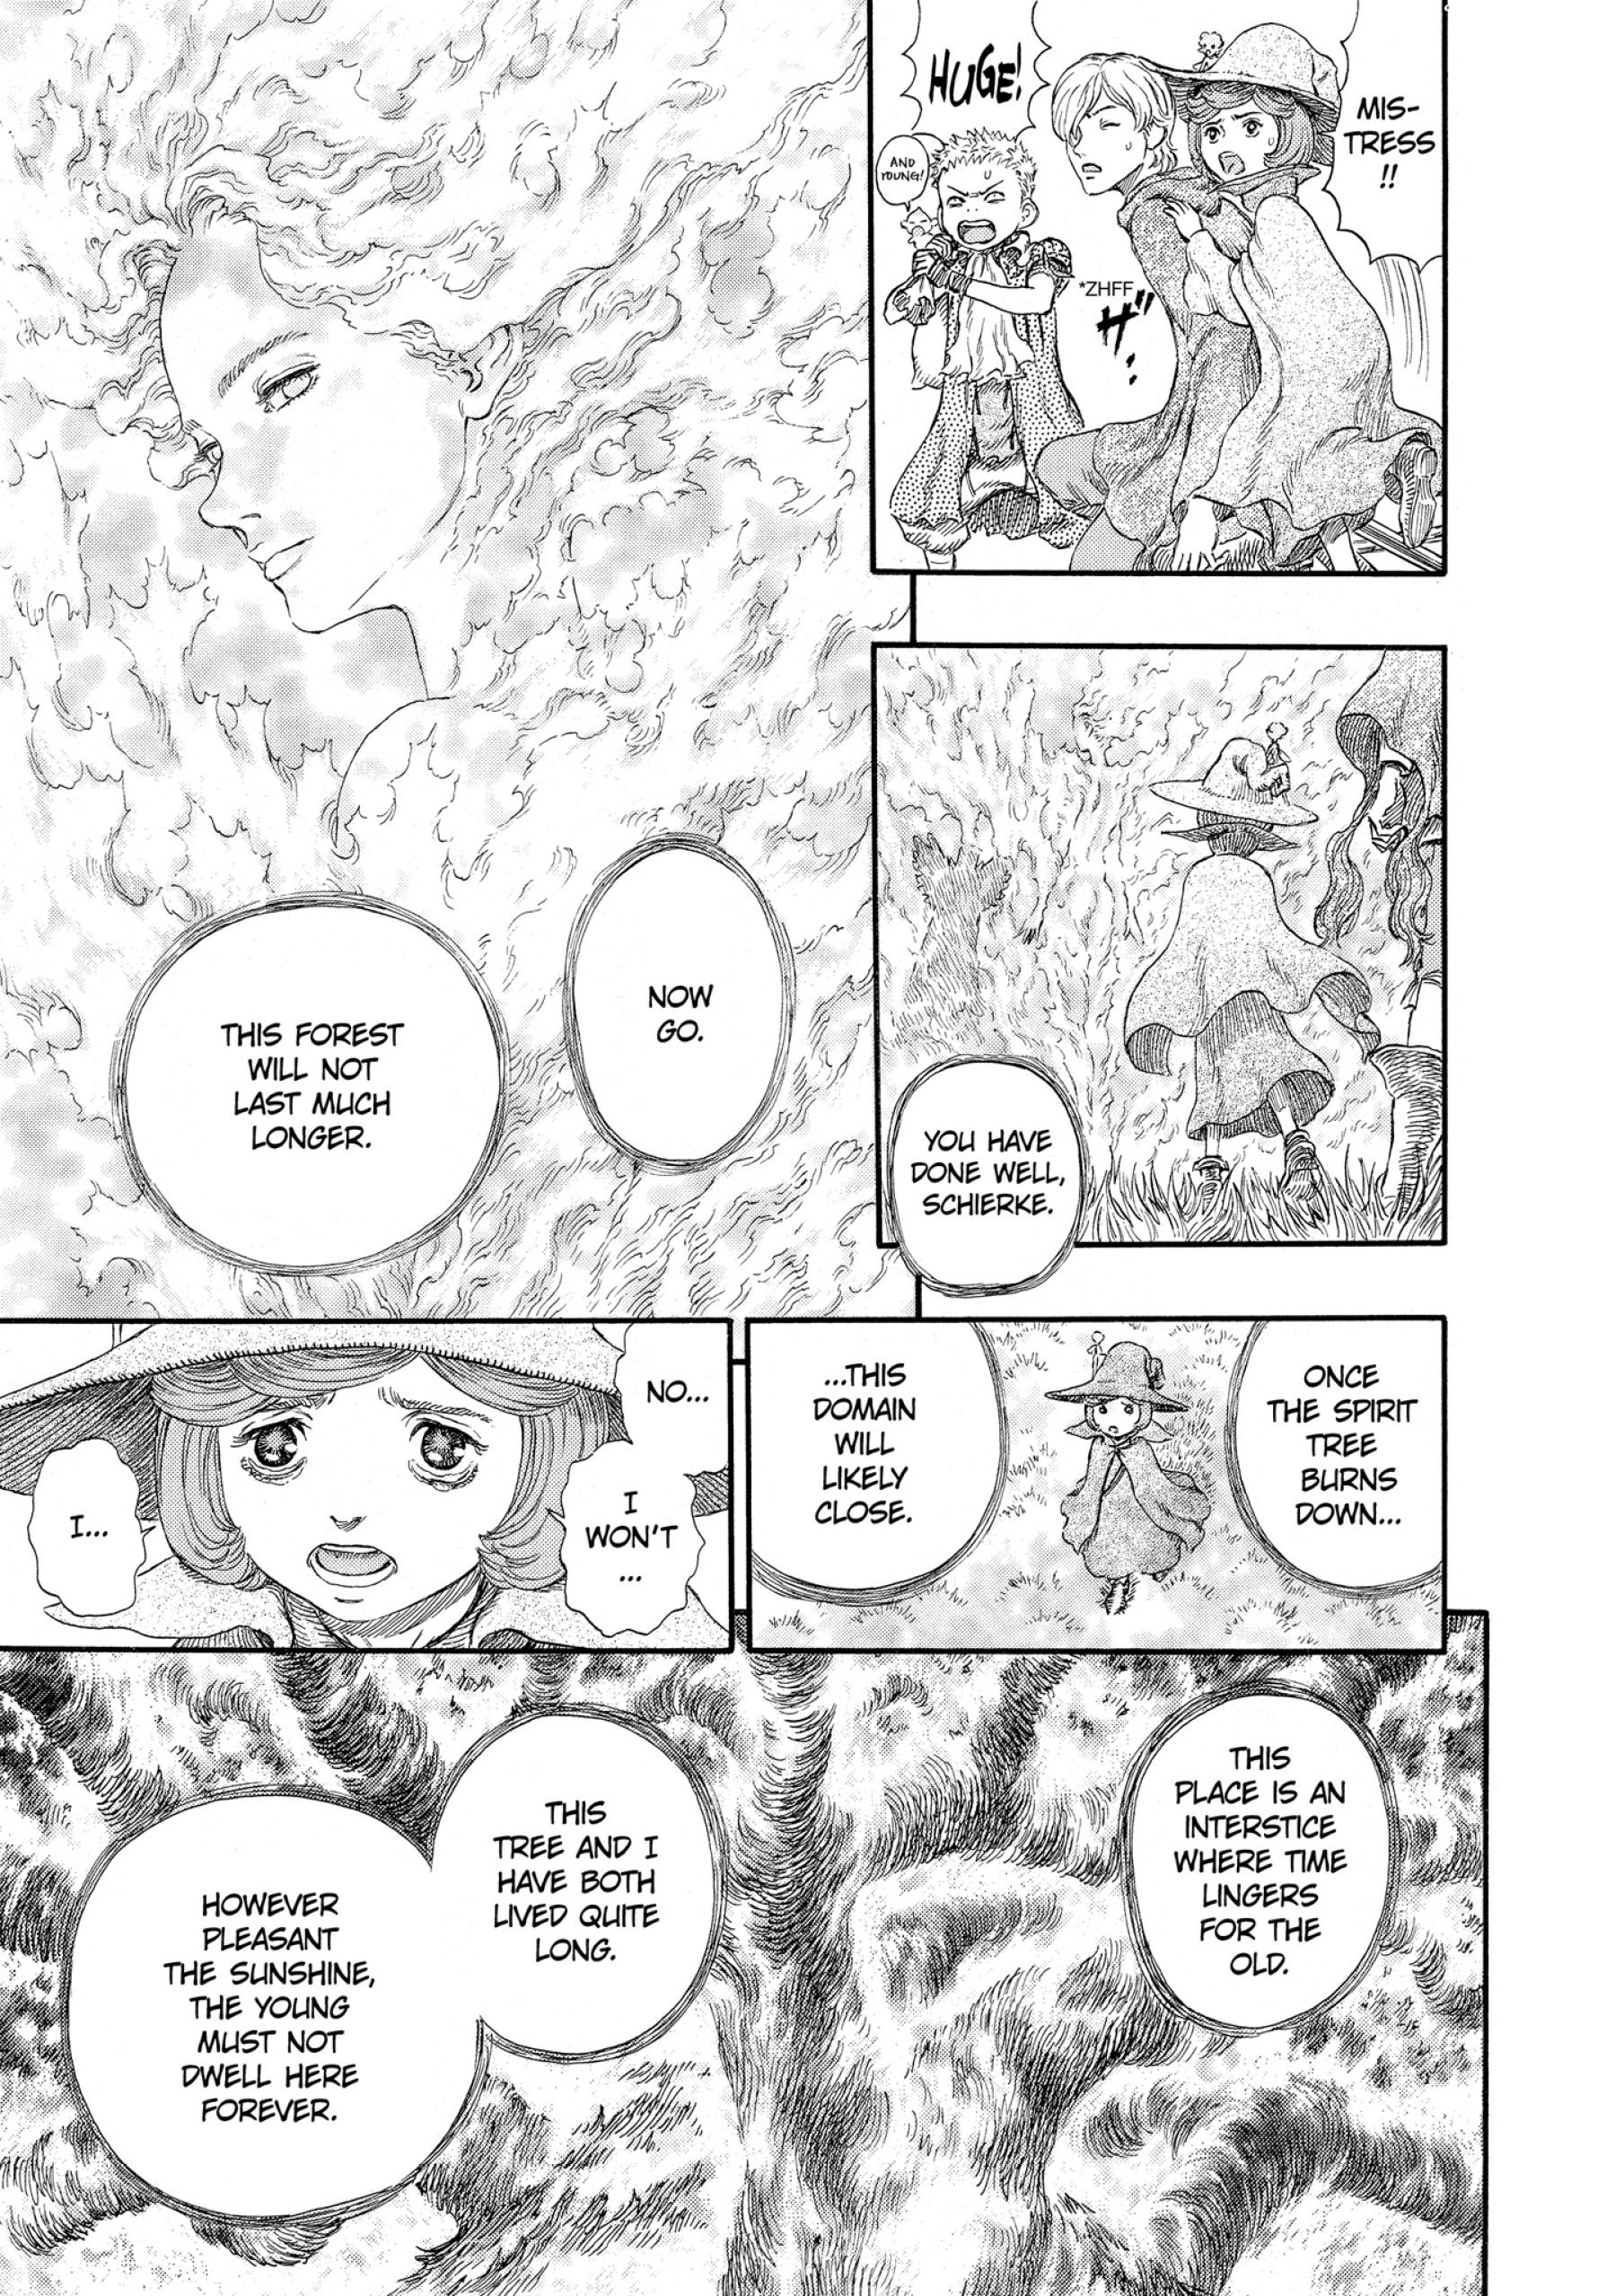 MIS-
TRESS
!!
HUGE!
AND
YOUNG!
*ZHFF
ザ"
YOU HAVE
DONE WELL,
SCHIERKE.
NOW
GO.
THIS FOREST
WILL NOT
LAST MUCH
LONGER.
ONCE
THE SPIRIT
TREE
BURNS
DOWN...
...THIS
DOMAIN
WILL
LIKELY
CLOSE.
NO...
I
WON'T
...
I...
THIS
PLACE IS AN
INTERSTICE
WHERE TIME
LINGERS
FOR THE
OLD.
THIS
TREE AND I
HAVE BOTH
LIVED QUITE
LONG.
HOWEVER
PLEASANT
THE SUNSHINE,
THE YOUNG
MUST NOT
DWELL HERE
FOREVER.